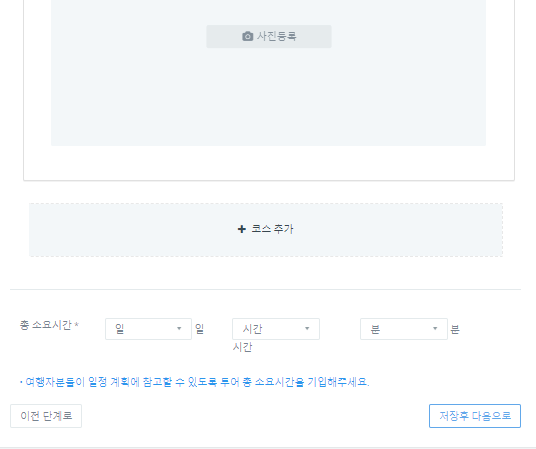 사진등록
+ 코스 추가
총 소요시간 * 일 일 시간 분 분
시간
• 여행자분들이 일정 계획에 참고할 수 있도록 투어 총 소요시간을 기입해주세요.
이전 단계로 저장후 다음으로